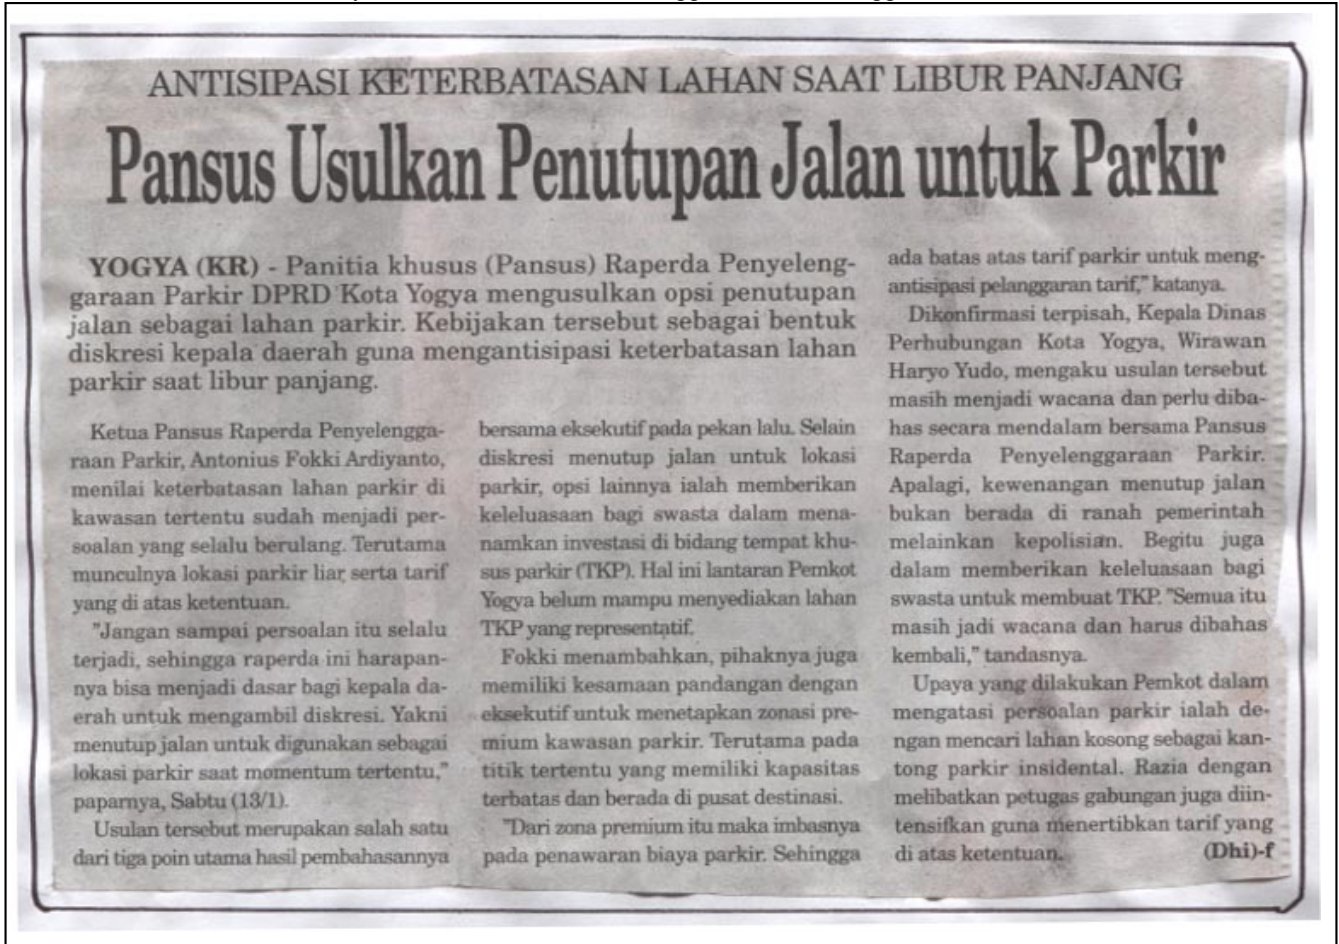 ANTISIPASI KETERBATASAN LAHAN SAAT LIBUR PANJANG
Pansus Usulkan Penutupan Jalan untuk Parkir
YOGYA (KR) - Panitia khusus (Pansus) Raperda Penyeleng-
garaan Parkir DPRD Kota Yogya mengusulkan opsi penutupan
jalan sebagai lahan parkir. Kebijakan tersebut sebagai bentuk
diskresi kepala daerah guna mengantisipasi keterbatasan lahan
parkir saat libur panjang.
Ketua Pansus Raperda Penyelengga-
raan Parkir, Antonius Fokki Ardiyanto,
menilai keterbatasan lahan parkir di
kawasan tertentu sudah menjadi per-
soalan yang selalu berulang. Terutama
munculnya lokasi parkir liar serta tarif
yang di atas ketentuan.
"Jangan sampai persoalan itu selalu
terjadi, sehingga raperda ini harapan-
nya bisa menjadi dasar bagi kepala da-
erah untuk mengambil diskresi. Yakni
menutup jalan untuk digunakan sebagai
lokasi parkir saat momentum tertentu,"
paparnya, Sabtu (13/1).
Usulan tersebut merupakan salah satu
dari tiga poin utama hasil pembahasannya
bersama eksekutif pada pekan lalu. Selain
diskresi menutup jalan untuk lokasi
parkir, opsi lainnya ialah memberikan
keleluasaan bagi swasta dalam mena-
namkan investasi di bidang tempat khu-
sus parkir (TKP). Hal ini lantaran Pemkot
Yogya belum mampu menyediakan lahan
TKP yang representatif.
Fokki menambahkan, pihaknya juga
memiliki kesamaan pandangan dengan
eksekutif untuk menetapkan zonasi pre-
mium kawasan parkir. Terutama pada
titik tertentu yang memiliki kapasitas
terbatas dan berada di pusat destinasi.
"Dari zona premium itu maka imbasnya
pada penawaran biaya parkir. Sehingga
ada batas atas tarif parkir untuk meng-
antisipasi pelanggaran tarif," katanya.
Dikonfirmasi terpisah, Kepala Dinas
Perhubungan Kota Yogya, Wirawan
Haryo Yudo, mengaku usulan tersebut
masih menjadi wacana dan perlu diba-
has secara mendalam bersama Pansus
Raperda Penyelenggaraan Parkir.
Apalagi, kewenangan menutup jalan
bukan berada di ranah pemerintah
melainkan kepolisian. Begitu juga
dalam memberikan keleluasaan bagi
swasta untuk membuat TKP. "Semua itu
masih jadi wacana dan harus dibahas
kembali," tandasnya.
Upaya yang dilakukan Pemkot dalam
mengatasi persoalan parkir ialah de-
ngan mencari lahan kosong sebagai kan-
tong parkir insidental. Razia dengan
melibatkan petugas gabungan juga diin-
tensifkan guna menertibkan tarif yang
di atas ketentuan. (Dhi)-f